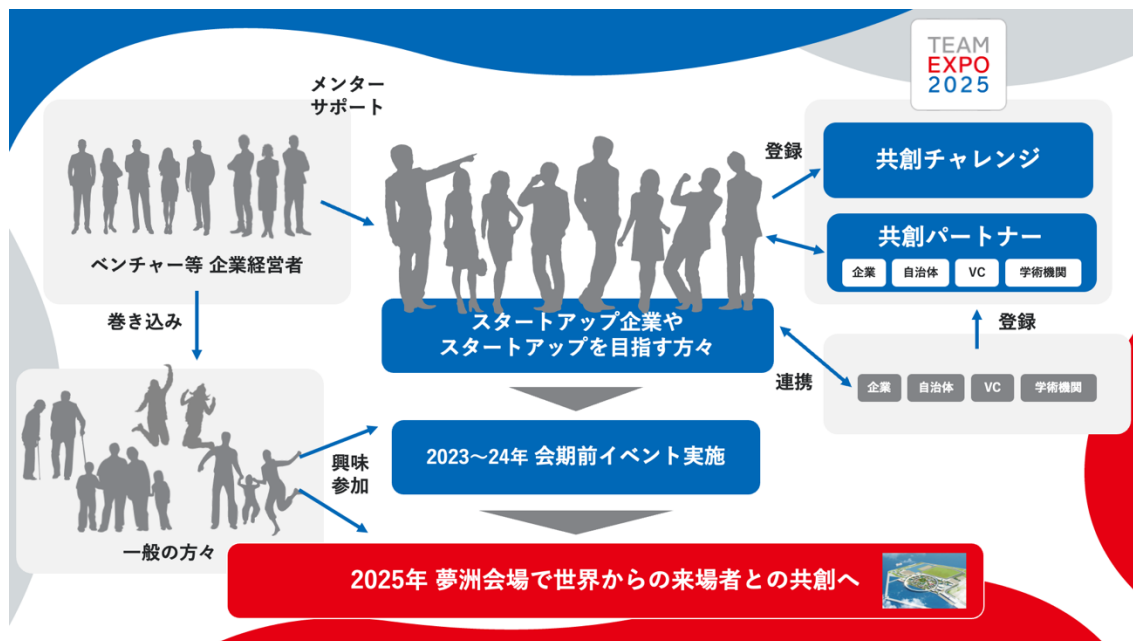 TEAM
EXPO
2025
メンター
サポート
ベンチャー等 企業経営者
登録
共創チャレンジ
共創パートナー
企業
自治体
VC
学術機関
巻き込み
スタートアップ企業や
スタートアップを目指す方々
登録
連携
企業
自治体
VC
学術機関
2023～24年 会期前イベント実施
興味
参加
一般の方々
2025年 夢洲会場で世界からの来場者との共創へ